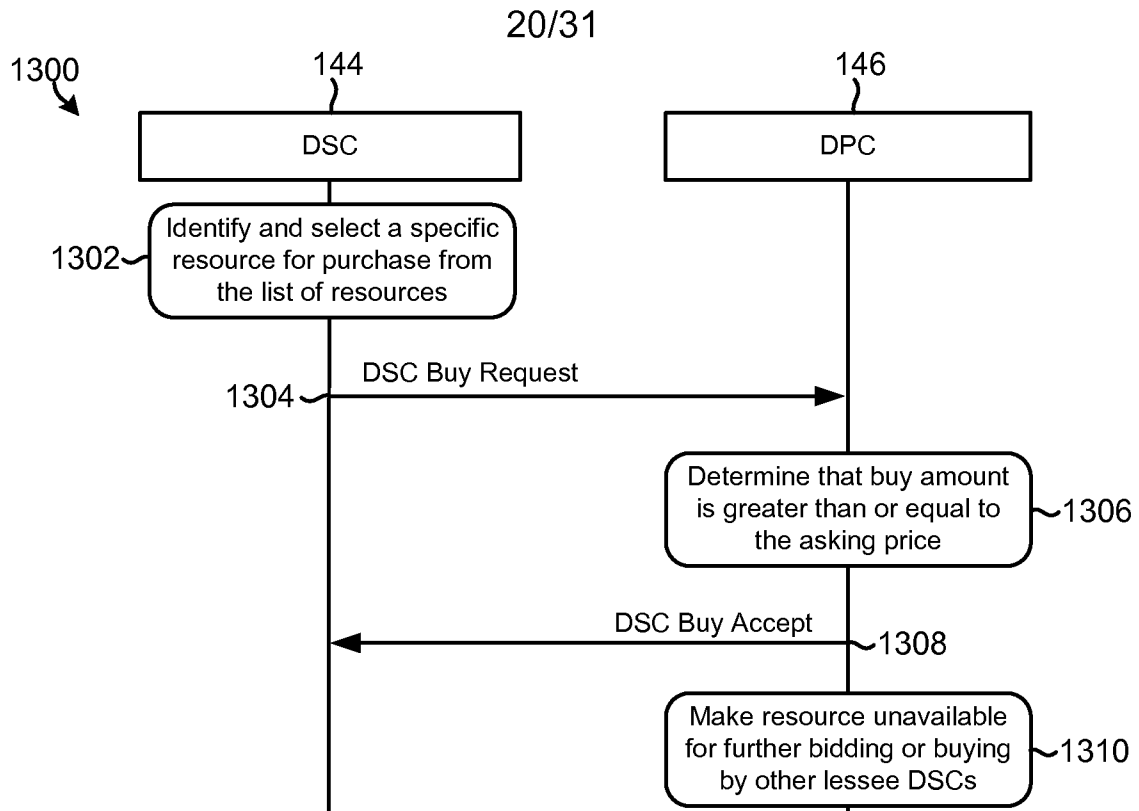 20/31
1300
144
146
DSC
DPC
1302
Identify and select a specific
resource for purchase from
the list of resources
DSC Buy Request
1304
Determine that buy amount
is greater than or equal to
the asking price
1306
DSC Buy Accept
1308
Make resource unavailable
for further bidding or buying
by other lessee DSCs
1310